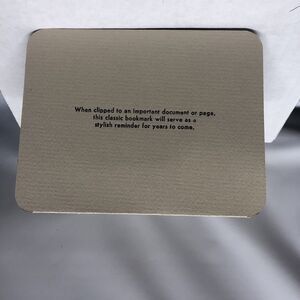 When clipped to an important document or page,
this classic bookmark will serve as a
stylish reminder for years to come.